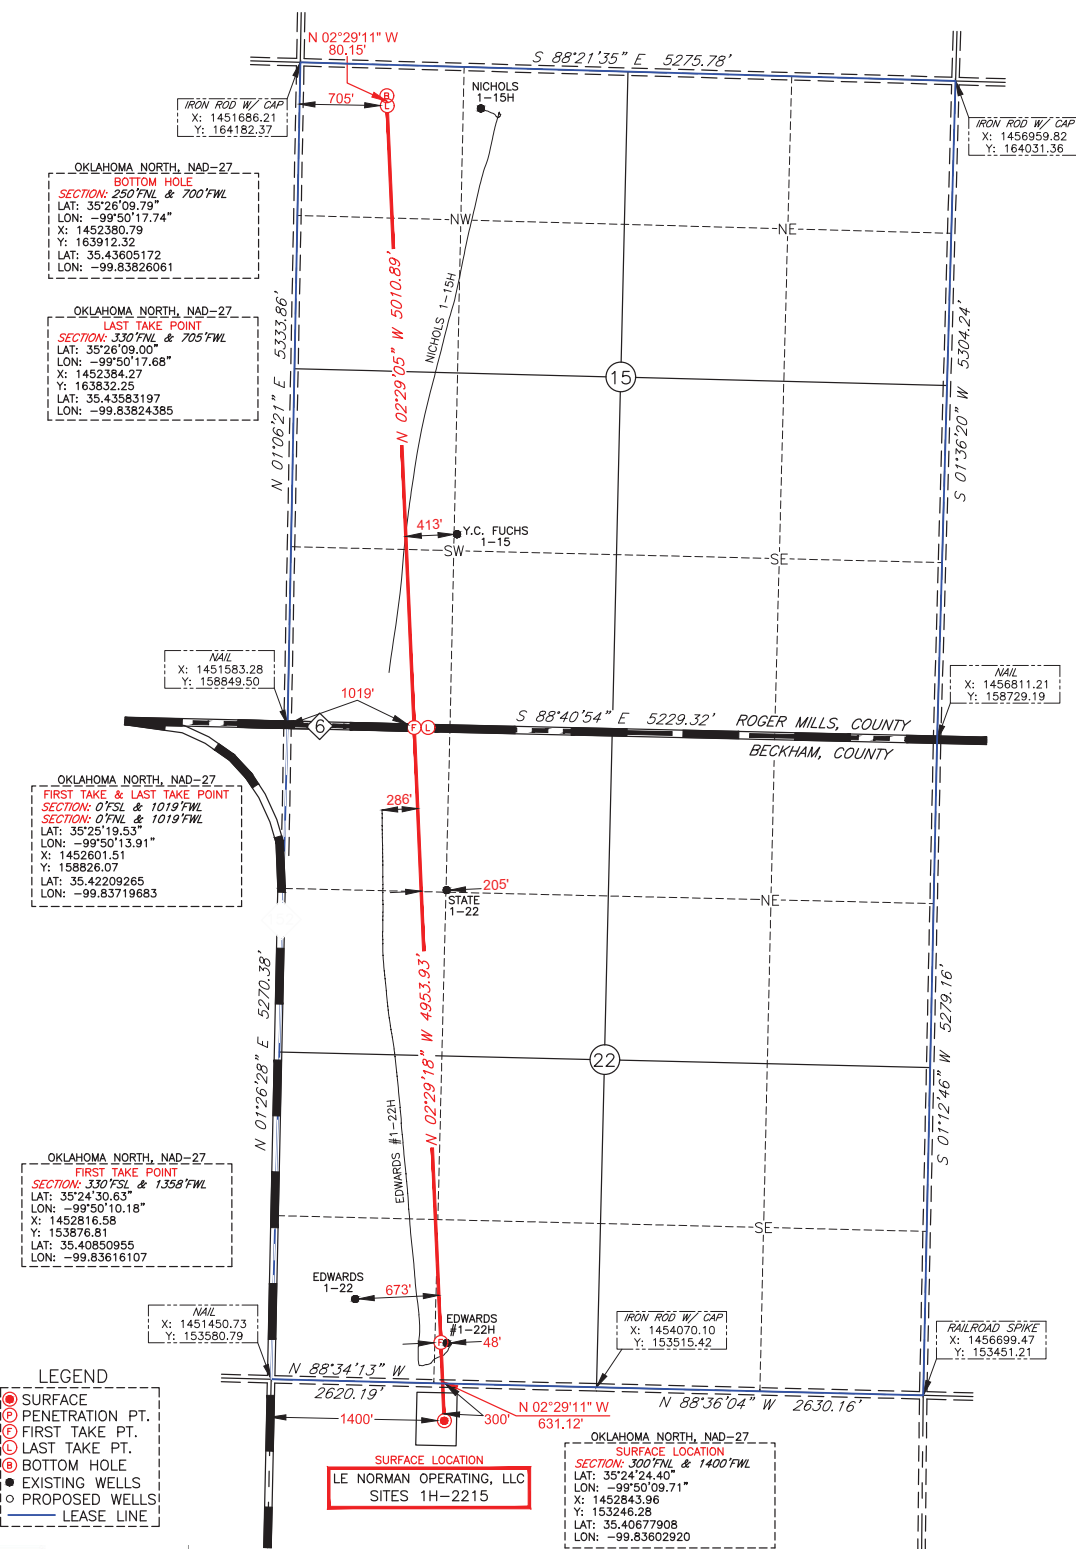 N 02°29'11" W
80.15'
S 88°21'35" E 5275.78'
705'
NICHOLS
1-15H
IRON ROD W/ CAP
X: 1451686.21
Y: 164182.37
IRON ROD W/ CAP
X: 1456959.82
Y: 164031.36
OKLAHOMA NORTH, NAD-27
BOTTOM HOLE
SECTION: 250'FNL & 700'FWL
LAT: 35°26'09.79"
LON: -99°50'17.74"
X: 1452380.79
Y: 163912.32
LAT: 35.43605172
LON: -99.83826061
NW
NE
N 02°29'05" W 5010.89'
NICHOLS 1-15H
N 01°06'21" E 5333.86'
S 01°36'20" W 5304.24'
OKLAHOMA NORTH, NAD-27
LAST TAKE POINT
SECTION: 330'FNL & 705'FWL
LAT: 35°26'09.00"
LON: -99°50'17.68"
X: 1452384.27
Y: 163832.25
LAT: 35.43583197
LON: -99.83824385
15
413'
Y.C. FUCHS
1-15
SW
SE
NAIL
X: 1451583.28
Y: 158849.50
NAIL
X: 1456811.21
Y: 158729.19
1019'
6
F
L
S 88°40'54" E 5229.32'
ROGER MILLS, COUNTY
BECKHAM, COUNTY
OKLAHOMA NORTH, NAD-27
FIRST TAKE & LAST TAKE POINT
SECTION: 0'FSL & 1019'FWL
SECTION: 0'FNL & 1019'FWL
LAT: 35°25'19.53"
LON: -99°50'13.91"
X: 1452601.51
Y: 158826.07
LAT: 35.42209265
LON: -99.83719683
286'
205'
STATE
1-22
NE
N 01°26'28" E 5270.38'
N 02°29'18" W 4953.93'
S 01°12'46" W 5279.16'
22
EDWARDS #1-22H
OKLAHOMA NORTH, NAD-27
FIRST TAKE POINT
SECTION: 330'FSL & 1358'FWL
LAT: 35°24'30.63"
LON: -99°50'10.18"
X: 1452816.58
Y: 153876.81
LAT: 35.40850955
LON: -99.83616107
SE
EDWARDS
1-22
673'
EDWARDS
#1-22H
48'
NAIL
X: 1451450.73
Y: 153580.79
IRON ROD W/ CAP
X: 1454070.10
Y: 153515.42
RAILROAD SPIKE
X: 1456699.47
Y: 153451.21
N 88°34'13" W
2620.19'
N 88°36'04" W 2630.16'
N 02°29'11" W
631.12'
1400'
300'
SURFACE LOCATION
LE NORMAN OPERATING, LLC
SITES 1H-2215
OKLAHOMA NORTH, NAD-27
SURFACE LOCATION
SECTION: 300'FNL & 1400'FWL
LAT: 35°24'24.40"
LON: -99°50'09.71"
X: 1452843.96
Y: 153246.28
LAT: 35.40677908
LON: -99.83602920
LEGEND
SURFACE
P PENETRATION PT.
F FIRST TAKE PT.
L LAST TAKE PT.
B BOTTOM HOLE
EXISTING WELLS
PROPOSED WELLS
LEASE LINE